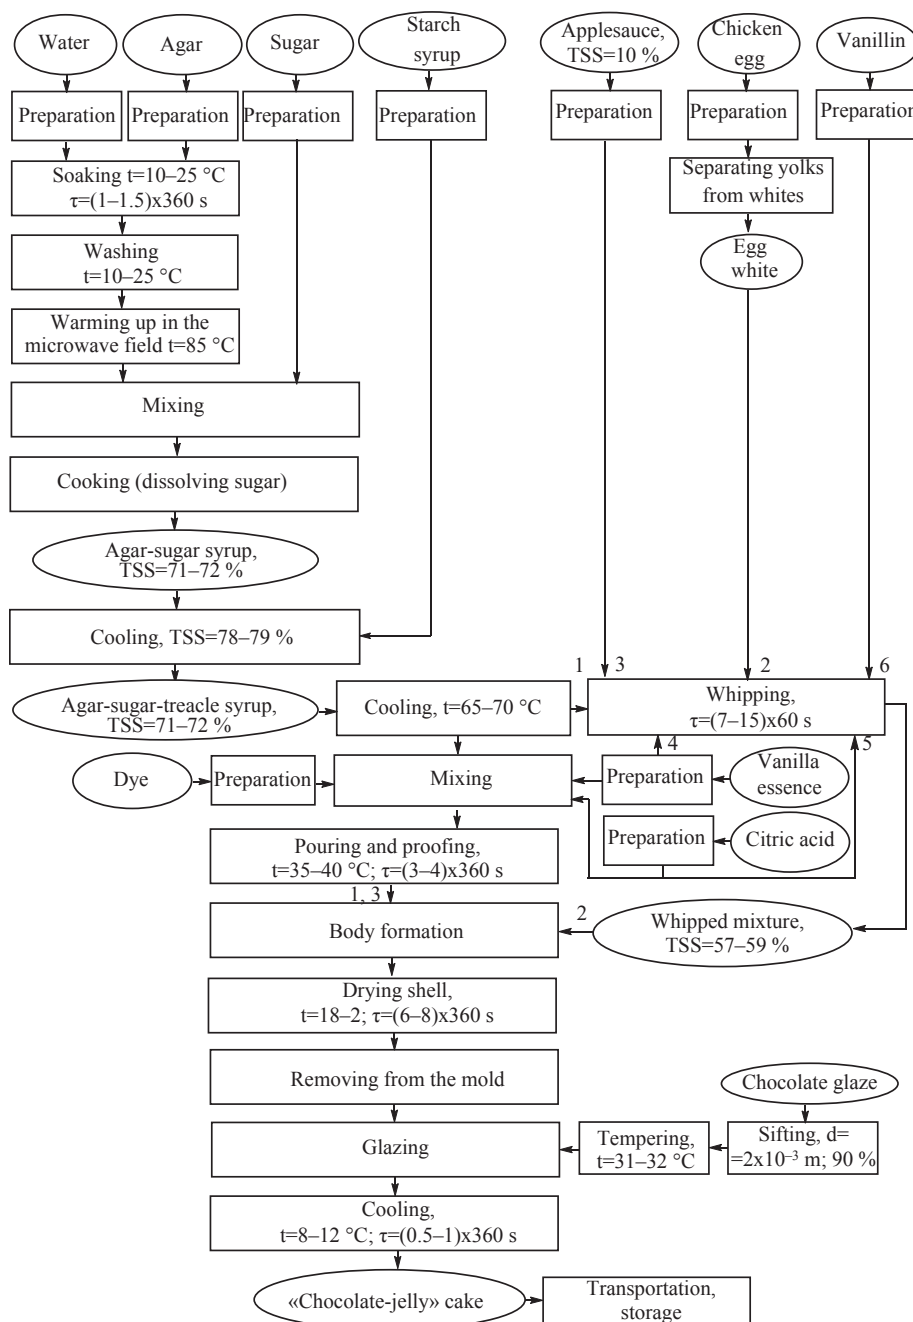 Water
Agar
Sugar
Starch
syrup
Applesauce,
TSS=10 %
Chicken
egg
Vanillin
Preparation
Preparation
Preparation
Preparation
Preparation
Preparation
Preparation
Soaking t=10–25 °C
τ=(1–1.5)x360 s
Separating yolks
from whites
Washing
t=10–25 °C
Egg
white
Warming up in the
microwave field t=85 °C
Mixing
Cooking (dissolving sugar)
Agar-sugar syrup,
TSS=71–72 %
Cooling, TSS=78–79 %
1 3 2 6
Agar-sugar-treacle syrup,
TSS=71–72 %
Cooling, t=65–70 °C
Whipping,
τ=(7–15)x60 s
4 5
Dye
Preparation
Mixing
Preparation
Vanilla
essence
Preparation
Citric acid
Pouring and proofing,
t=35–40 °C; τ=(3–4)x360 s
1, 3
2
Body formation
Whipped mixture,
TSS=57–59 %
Drying shell,
t=18–2; τ=(6–8)x360 s
Removing from the mold
Chocolate glaze
Glazing
Tempering,
t=31–32 °C
Sifting, d=
=2x10⁻³ m; 90 %
Cooling,
t=8–12 °C; τ=(0.5–1)x360 s
«Chocolate-jelly» cake
Transportation,
storage